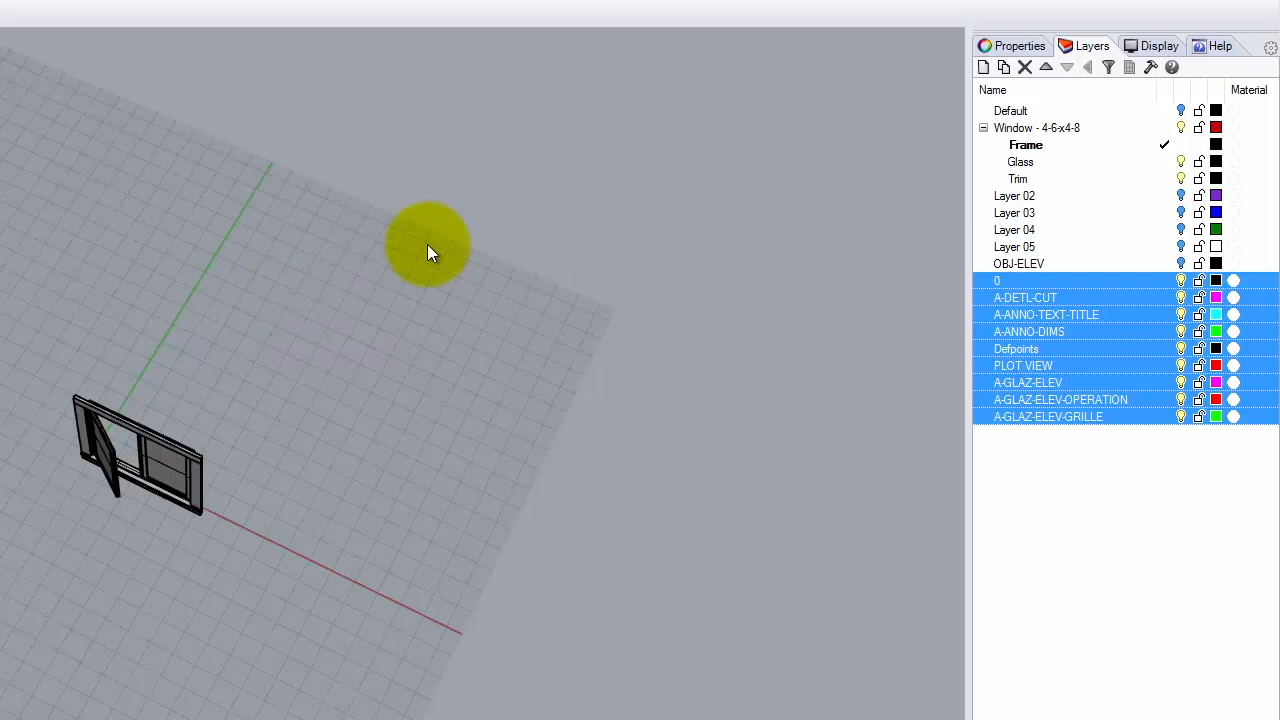 Properties Layers Display Help
Name Material
Default
Window - 4-6x4-8
Frame
Glass
Trim
Layer 02
Layer 03
Layer 04
Layer 05
OBJ-ELEV
0
A-DETL-CUT
A-ANNO-TEXT-TITLE
A-ANNO-DIMS
Defpoints
PLOT VIEW
A-GLAZ-ELEV
A-GLAZ-ELEV-OPERATION
A-GLAZ-ELEV-GRILLE